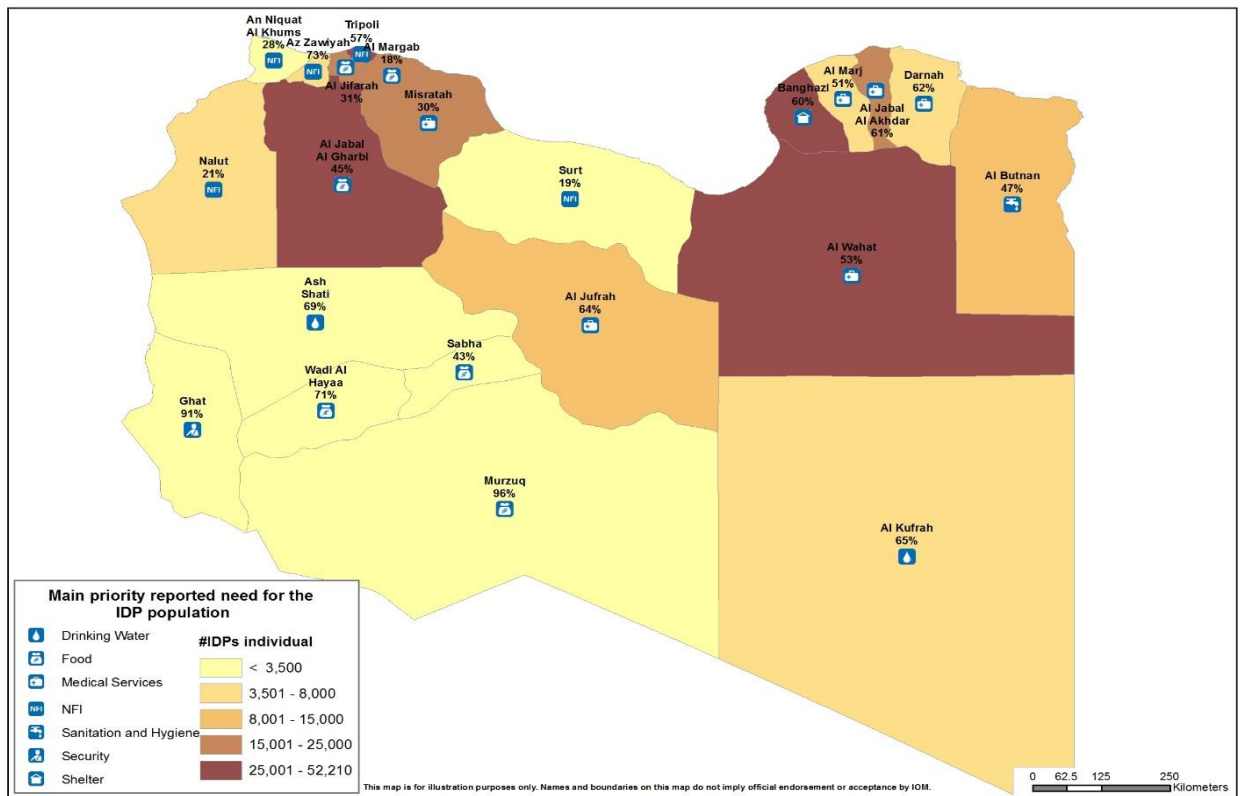 An Niquat
Al Khums
28%
NFI
Az Zawiyah
73%
NFI
Tripoli
57%
NFI
Al Margab
18%
Al Jifarah
31%
Misratah
30%
Al Jabal
Al Gharbi
45%
Nalut
21%
NFI
Surt
19%
NFI
Banghazi
60%
Al Marj
51%
Al Jabal
Al Akhdar
61%
Darnah
62%
Al Butnan
47%
Al Wahat
53%
Al Jufrah
64%
Ash
Shati
69%
Sabha
43%
Wadi Al
Hayaa
71%
Ghat
91%
Murzuq
96%
Al Kufrah
65%
Main priority reported need for the
IDP population
Drinking Water
Food
Medical Services
NFI NFI
Sanitation and Hygiene
Security
Shelter
#IDPs individual
< 3,500
3,501 - 8,000
8,001 - 15,000
15,001 - 25,000
25,001 - 52,210
This map is for illustration purposes only. Names and boundaries on this map do not imply official endorsement or acceptance by IOM.
0 62.5 125 250
Kilometers